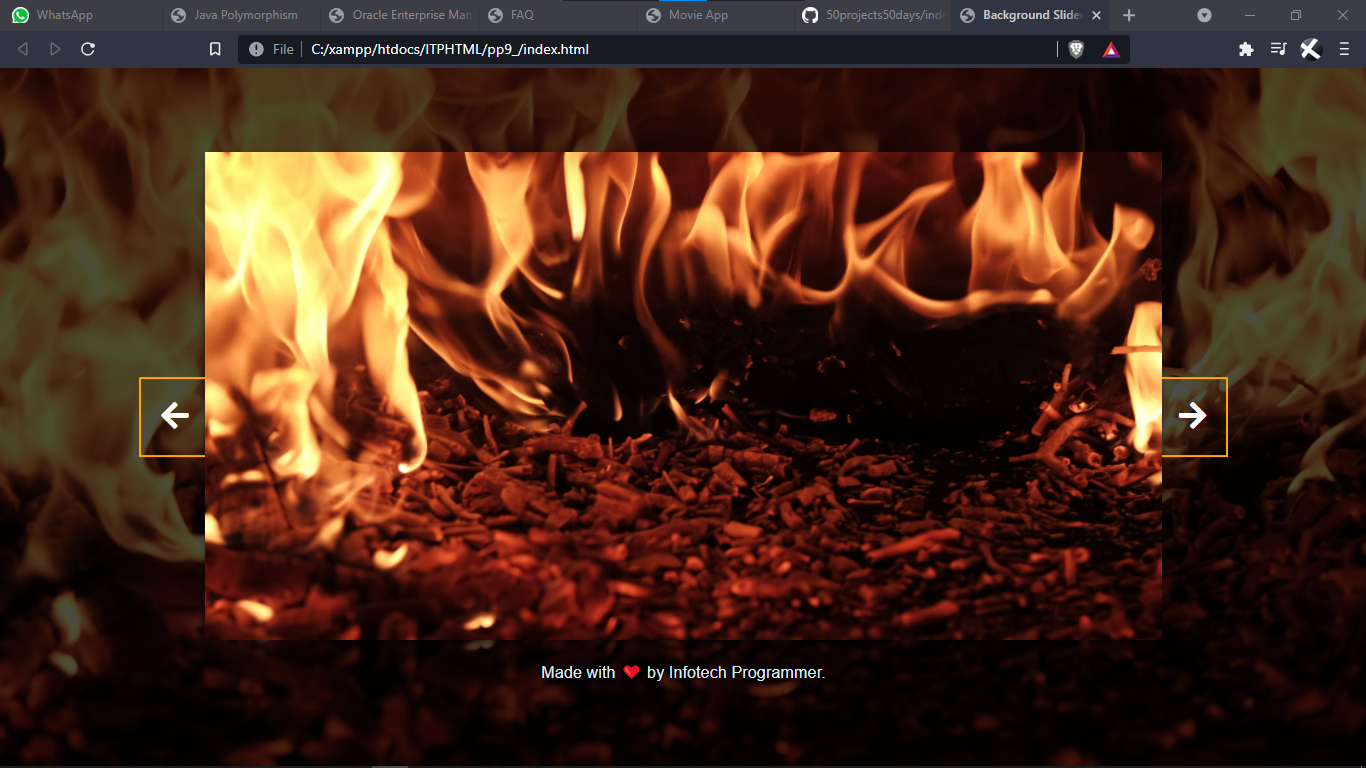 WhatsApp
Java Polymorphism
Oracle Enterprise Man
FAQ
Movie App
50projects50days/inde
Background Slider
File
C:/xampp/htdocs/ITPHTML/pp9_/index.html
Made with ❤ by Infotech Programmer.